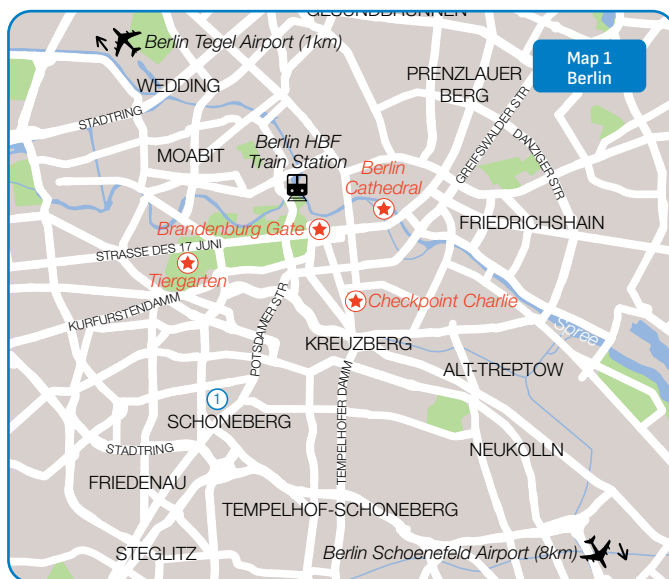 GESUNDBRUNNEN
Berlin Tegel Airport (1km)
Map 1
Berlin
WEDDING
PRENZLAUER
BERG
STADTRING
GREIFSWALDER STR
DANZIGER STR
MOABIT
Berlin HBF
Train Station
Berlin
Cathedral
Brandenburg Gate
FRIEDRICHSHAIN
STRASSE DES 17 JUNI
Tiergarten
KURFURSTENDAMM
POTSDAMER STR
Checkpoint Charlie
Spree
KREUZBERG
ALT-TREPTOW
TEMPELHOFER DAMM
1
SCHONEBERG
STADTRING
NEUKOLLN
FRIEDENAU
TEMPELHOF-SCHONEBERG
STEGLITZ
Berlin Schoenefeld Airport (8km)